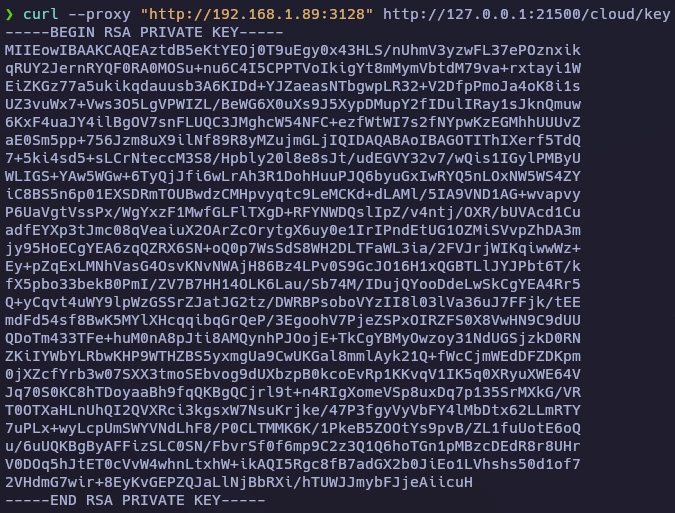 ❯ curl --proxy "http://192.168.1.89:3128" http://127.0.0.1:21500/cloud/key
-----BEGIN RSA PRIVATE KEY-----
MIIEowIBAAKCAQEAztdB5eKtYEOj0T9uEgy0x43HLS/nUhmV3yzwFL37ePOznxik
qRUY2JernRYQF0RA0MOSu+nu6C4I5CPPTVoIkigYt8mMymVbtdM79va+rxtayi1W
EiZKGz77a5ukikqdauusb3A6KIDd+YJZaeasNTbgwpLR32+V2DfpPmoJa4oK8i1s
UZ3vuWx7+Vws3O5LgVPWIZL/BeWG6X0uXs9J5XypDMupY2fIDulIRay1sJknQmuw
6KxF4uaJY4ilBgOV7snFLUQC3JMghcW54NFC+ezfWtWI7s2fNYpwKzEGMhhUUUvZ
aE0Sm5pp+756Jzm8uX9ilNf89R8yMZujmGLjIQIDAQABAoIBAGOTIThIXerf5TdQ
7+5ki4sd5+sLCrNteccM3S8/Hpbly20l8e8sJt/udEGVY32v7/wQis1IGylPMByU
WLIGS+YAw5WGw+6TyQjJfi6wLrAh3R1DohHuuPJQ6byuGxIwRYQ5nLOxNW5WS4ZY
iC8BS5n6p01EXSDRmTOUBwdzCMHpvyqtc9LeMCKd+dLAMl/5IA9VND1AG+wvapvy
P6UaVgtVssPx/WgYxzF1MwfGLFlTXgD+RFYNWDQslIpZ/v4ntj/OXR/bUVAcd1Cu
adfEYXp3tJmc08qVeaiuX2OArZcOrytgX6uy0e1IrIPndEtUG1OZMiSVvpZhDA3m
jy95HoECgYEA6zqQZRX6SN+oQ0p7WsSdS8WH2DLTFaWL3ia/2FVJrjWIKqiwwWz+
Ey+pZqExLMNhVasG4OsvKNvNWAjH86Bz4LPv0S9GcJO16H1xQGBTLlJYJPbt6T/k
fX5pbo33bekB0PmI/ZV7B7HH14OLK6Lau/Sb74M/IDujQYooDdeLwSkCgYEA4Rr5
Q+yCqvt4uWY9lpWzGSSrZJatJG2tz/DWRBPsoboVYzII8l03lVa36uJ7FFjk/tEE
mdFd54sf8BwK5MYlXHcqqibqGrQeP/3EgoohV7PjeZSPxOIRZFS0X8VwHN9C9dUU
QDoTm433TFe+huM0nA8pJti8AMQynhPJOojE+TkCgYBMyOwzoy31NdUGSjzkD0RN
ZKiIYWbYLRbwKHP9WTHZBS5yxmgUa9CwUKGal8mmlAyk21Q+fWcCjmWEdDFZDKpm
0jXZcfYrb3w07SXX3tmoSEbvog9dUXbzpB0kcoEvRp1KKvqV1IK5q0XRyuXWE64V
Jq70S0KC8hTDoyaaBh9fqQKBgQCjrl9t+n4RIgXomeVSp8uxDq7p135SrMXkG/VR
T0OTXaHLnUhQI2QVXRci3kgsxW7NsuKrjke/47P3fgyVyVbFY4lMbDtx62LLmRTY
7uPLx+wyLcpUmSWYVNdLhF8/P0CLTMMK6K/1PkeB5ZOOtYs9pvB/ZL1fuUotE6oQ
u/6uUQKBgByAFFizSLC0SN/FbvrSf0f6mp9C2z3Q1Q6hoTGn1pMBzcDEdR8r8UHr
V0DOq5hJtET0cVvW4whnLtxhW+ikAQI5Rgc8fB7adGX2b0JiEo1LVhshs50d1of7
2VHdmG7wir+8EyKvGEPZQJaLlNjBbRXi/hTUWJJmybFJjeAiicuH
-----END RSA PRIVATE KEY-----